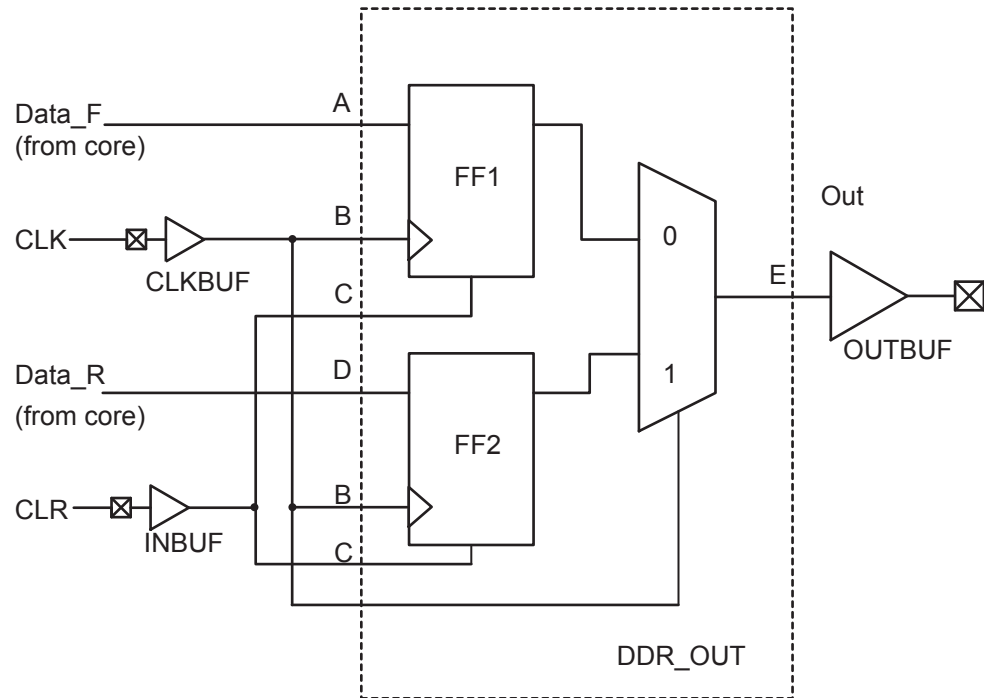 Data_F
(from core)
A
FF1
CLK
CLKBUF
B
C
0
1
Out
E
OUTBUF
Data_R
(from core)
D
FF2
CLR
INBUF
B
C
DDR_OUT